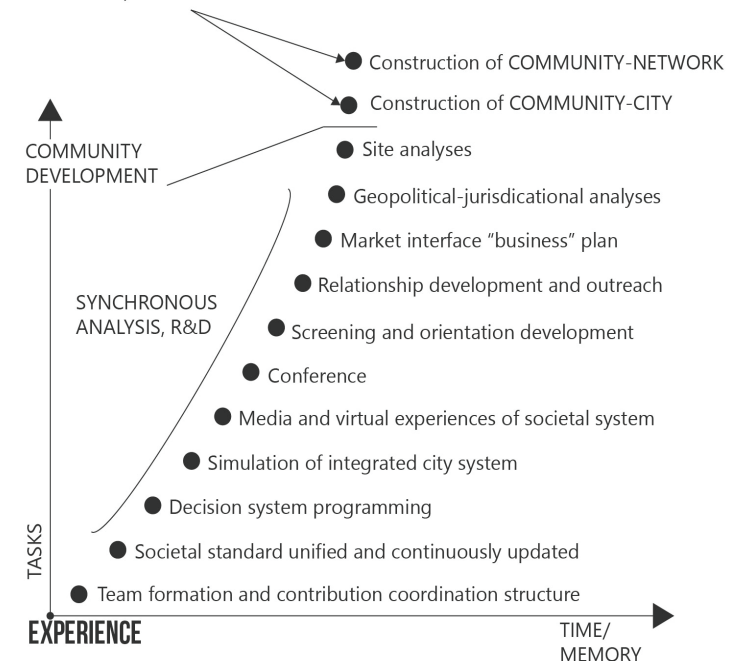 Construction of COMMUNITY-NETWORK
Construction of COMMUNITY-CITY
COMMUNITY
DEVELOPMENT
Site analyses
Geopolitical-jurisdicational analyses
Market interface “business” plan
Relationship development and outreach
SYNCHRONOUS
ANALYSIS, R&D
Screening and orientation development
Conference
Media and virtual experiences of societal system
Simulation of integrated city system
Decision system programming
TASKS
Societal standard unified and continuously updated
Team formation and contribution coordination structure
EXPERIENCE
TIME/
MEMORY